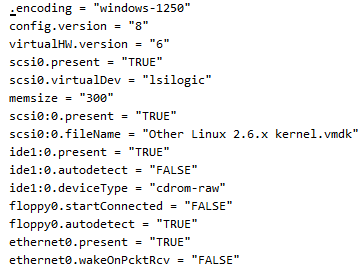 .encoding = "windows-1250"
config.version = "8"
virtualHW.version = "6"
scsi0.present = "TRUE"
scsi0.virtualDev = "lsilogic"
memsize = "300"
scsi0:0.present = "TRUE"
scsi0:0.fileName = "Other Linux 2.6.x kernel.vmdk"
ide1:0.present = "TRUE"
ide1:0.autodetect = "FALSE"
ide1:0.deviceType = "cdrom-raw"
floppy0.startConnected = "FALSE"
floppy0.autodetect = "TRUE"
ethernet0.present = "TRUE"
ethernet0.wakeOnPcktRcv = "FALSE"